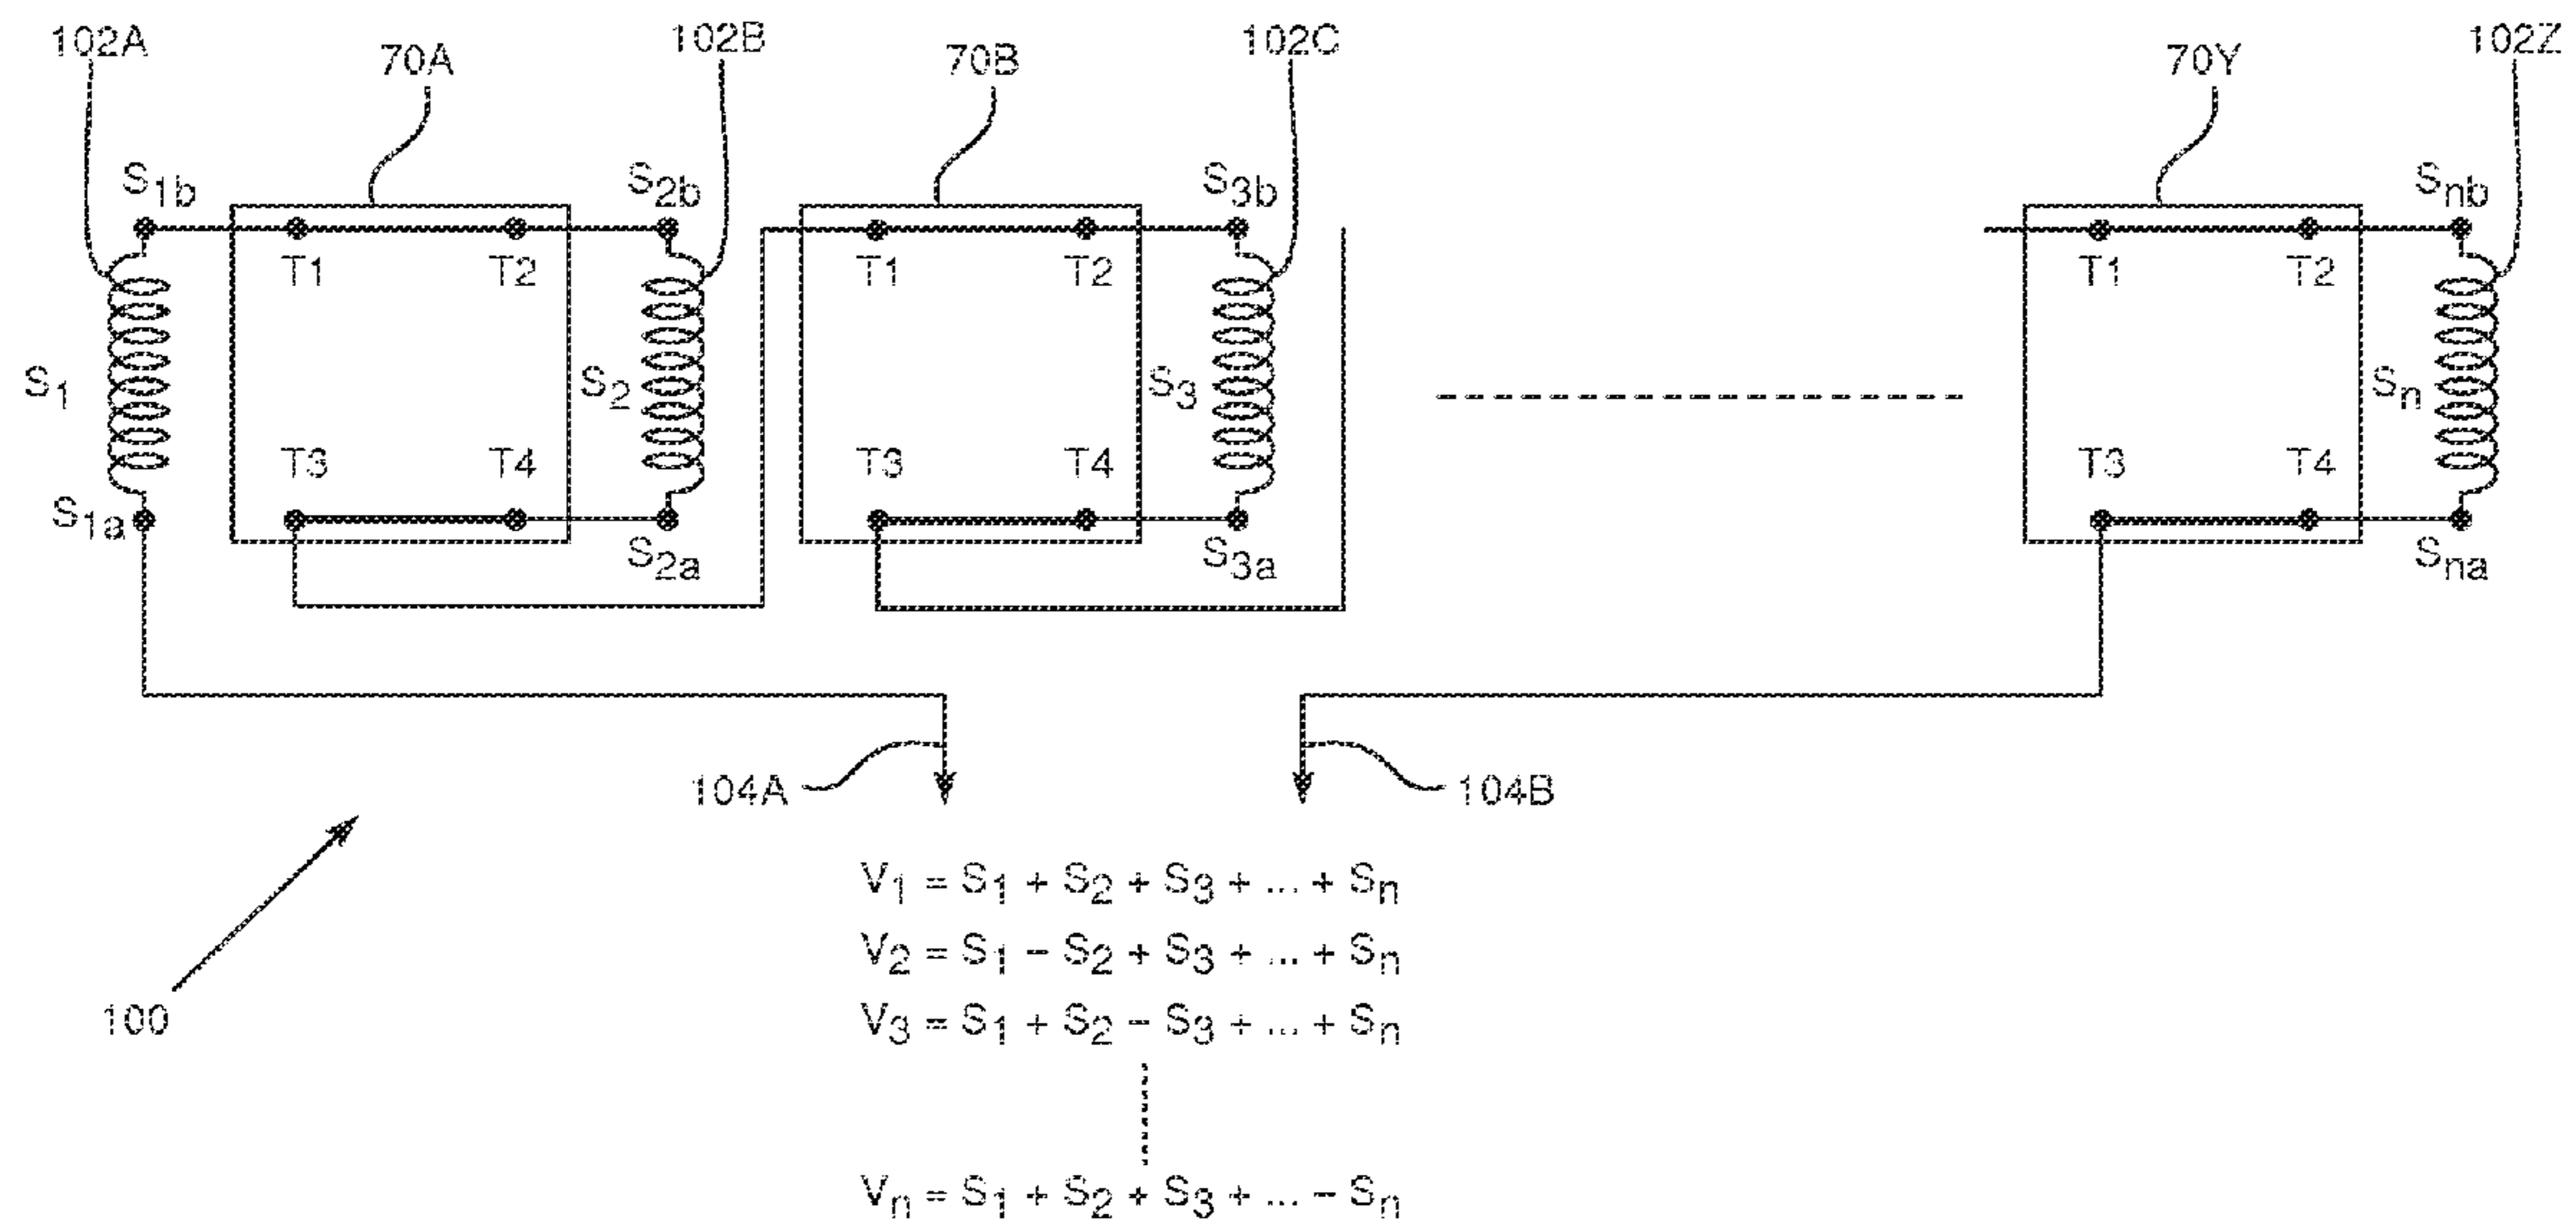 102A 70A 102B 70B 102C 70Y 102Z
S1b S2b S3b Snb
T1 T2 T1 T2 T1 T2
S1 S2 S3 Sn
T3 T4 T3 T4 T3 T4
S1a S2a S3a Sna
104A 104B
V1 = S1 + S2 + S3 + ... + Sn
V2 = S1 − S2 + S3 + ... + Sn
V3 = S1 + S2 − S3 + ... + Sn
100
Vn = S1 + S2 + S3 + ... − Sn